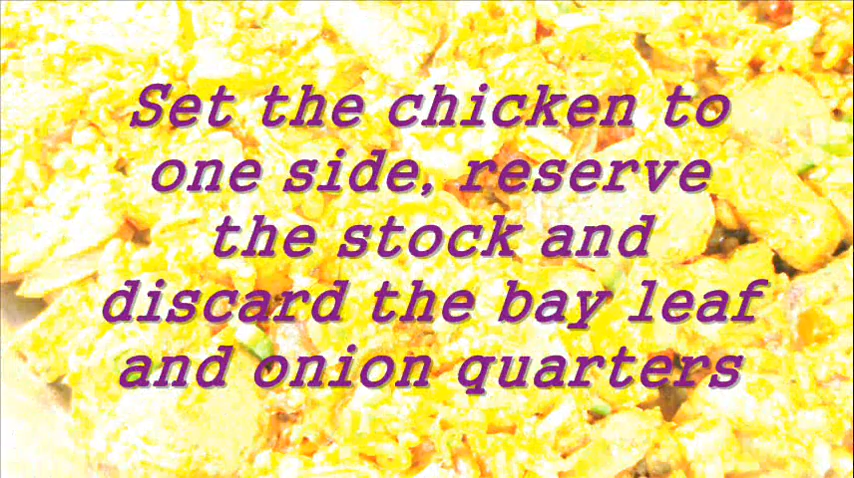 Set the chicken to
one side, reserve
the stock and
discard the bay leaf
and onion quarters